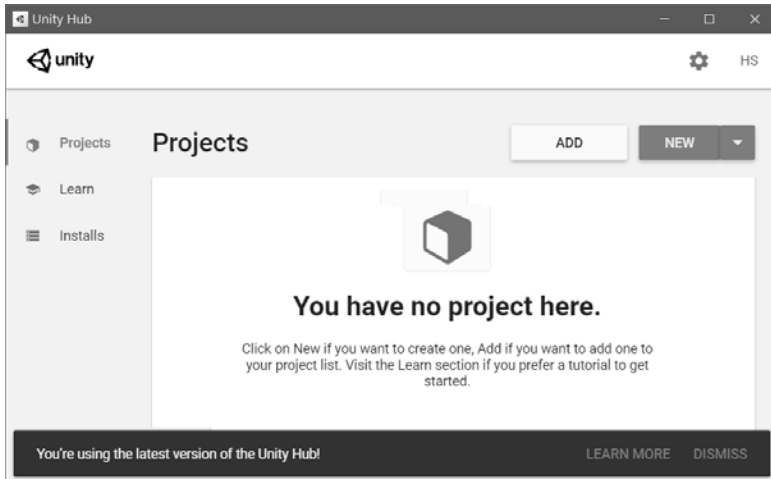 Unity Hub
unity
HS
Projects
Learn
Installs
Projects
ADD
NEW
You have no project here.
Click on New if you want to create one, Add if you want to add one to
your project list. Visit the Learn section if you prefer a tutorial to get
started.
You're using the latest version of the Unity Hub!
LEARN MORE
DISMISS